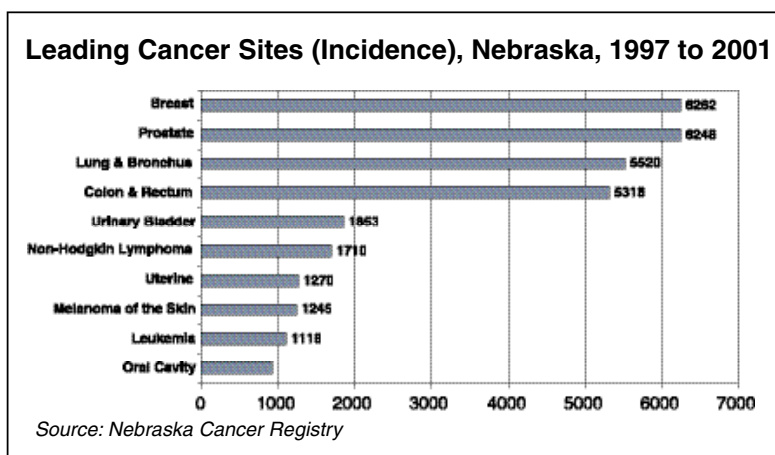 Leading Cancer Sites (Incidence), Nebraska, 1997 to 2001
Breast 6262
Prostate 6248
Lung & Bronchus 5520
Colon & Rectum 5318
Urinary Bladder 1863
Non-Hodgkin Lymphoma 1710
Uterine 1270
Melanoma of the Skin 1245
Leukemia 1118
Oral Cavity
0 1000 2000 3000 4000 5000 6000 7000
Source: Nebraska Cancer Registry